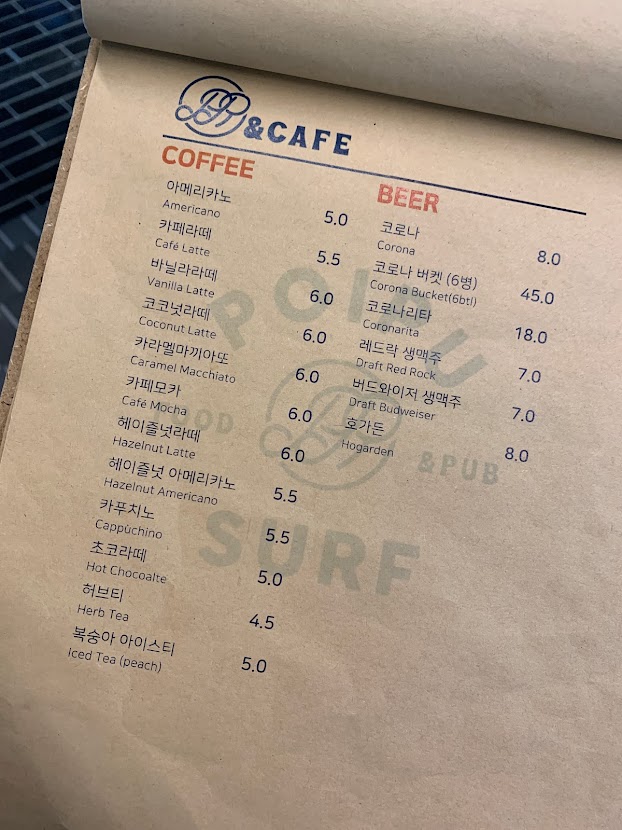 &CAFE
COFFEE
아메리카노 5.0
Americano
카페라떼 5.5
Café Latte
바닐라라떼 6.0
Vanilla Latte
코코넛라떼 6.0
Coconut Latte
카라멜마끼아또 6.0
Caramel Macchiato
카페모카 6.0
Café Mocha
헤이즐넛라떼 6.0
Hazelnut Latte
헤이즐넛 아메리카노 5.5
Hazelnut Americano
카푸치노 5.5
Cappùchino
초코라떼 5.0
Hot Chocoalte
허브티 4.5
Herb Tea
복숭아 아이스티 5.0
Iced Tea (peach)
BEER
코로나 8.0
Corona
코로나 버켓 (6병) 45.0
Corona Bucket(6btl)
코로나리타 18.0
Coronarita
레드락 생맥주 7.0
Draft Red Rock
버드와이저 생맥주 7.0
Draft Budweiser
호가든 8.0
Hogarden
POIPU
&PUB
SURF